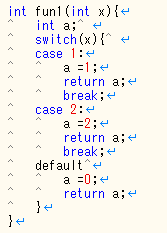 int fun1(int x){
    int a;
    switch(x){
    case 1:
        a =1;
        return a;
        break;
    case 2:
        a =2;
        return a;
        break;
    default
        a =0;
        return a;
    }
}